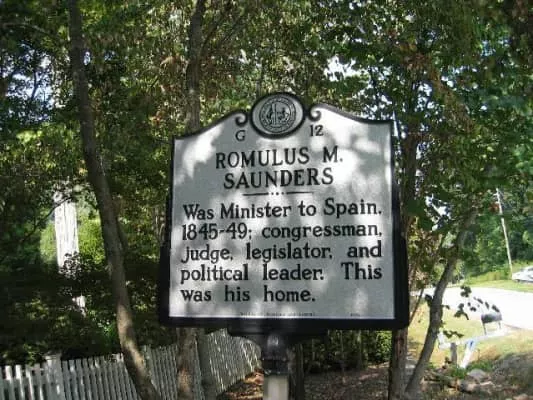 G 12
ROMULUS M.
SAUNDERS
Was Minister to Spain,
1845-49; congressman,
judge, legislator, and
political leader. This
was his home.